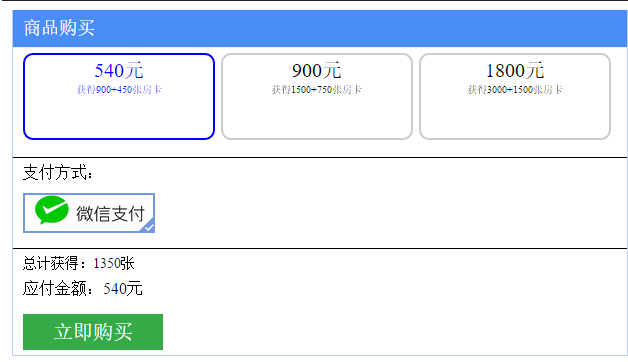 商品购买
540元
获得900+450张房卡
900元
获得1500+750张房卡
1800元
获得3000+1500张房卡
支付方式：
微信支付
总计获得：1350张
应付金额：540元
立即购买